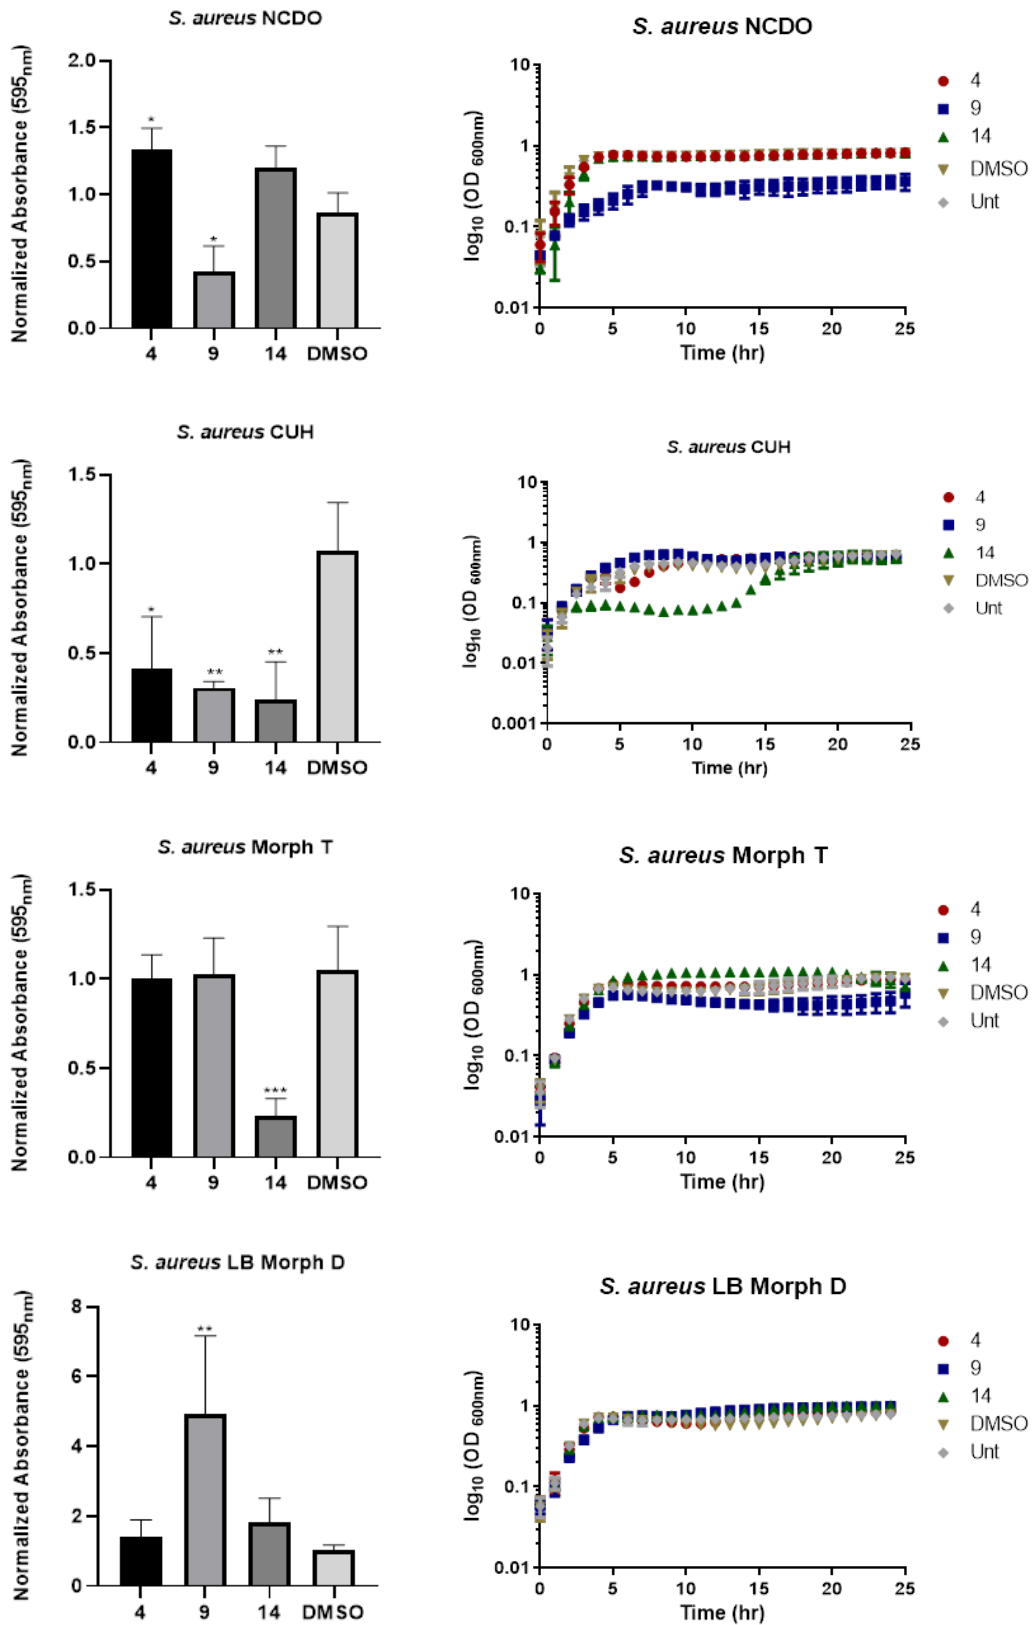 S. aureus NCDO
Normalized Absorbance (595nm)
2.0
1.5
1.0
0.5
0.0
*
*
4 9 14 DMSO
S. aureus NCDO
log10 (OD 600nm)
10
1
0.1
0.01
0 5 10 15 20 25
Time (hr)
4
9
14
DMSO
Unt
S. aureus CUH
Normalized Absorbance (595nm)
1.5
1.0
0.5
0.0
*
**
**
4 9 14 DMSO
S. aureus CUH
log10 (OD 600nm)
10
1
0.1
0.01
0.001
0 5 10 15 20 25
Time (hr)
4
9
14
DMSO
Unt
S. aureus Morph T
Normalized Absorbance (595nm)
1.5
1.0
0.5
0.0
***
4 9 14 DMSO
S. aureus Morph T
log10 (OD 600nm)
10
1
0.1
0.01
0 5 10 15 20 25
Time (hr)
4
9
14
DMSO
Unt
S. aureus LB Morph D
Normalized Absorbance (595nm)
8
6
4
2
0
**
4 9 14 DMSO
S. aureus LB Morph D
log10 (OD 600nm)
10
1
0.1
0.01
0 5 10 15 20 25
Time (hr)
4
9
14
DMSO
Unt